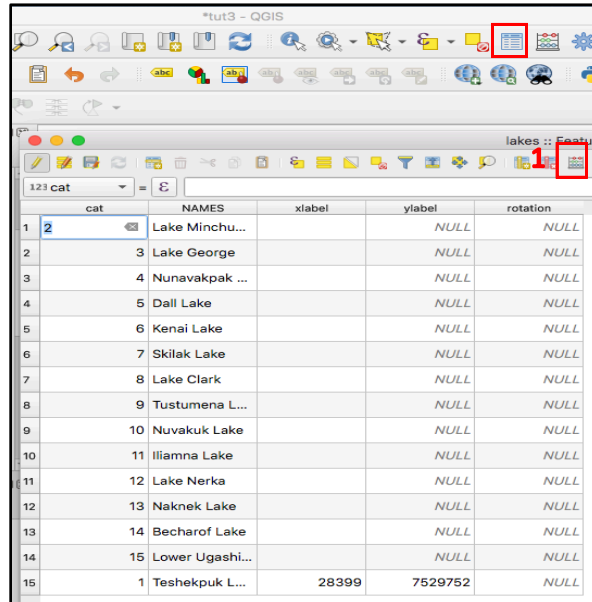 *tut3 - QGIS
abc abc
lakes :: Featu
1
123 cat = ε
cat NAMES xlabel ylabel rotation
1 2 Lake Minchu... NULL NULL
2 3 Lake George NULL NULL
3 4 Nunavakpak ... NULL NULL
4 5 Dall Lake NULL NULL
5 6 Kenai Lake NULL NULL
6 7 Skilak Lake NULL NULL
7 8 Lake Clark NULL NULL
8 9 Tustumena L... NULL NULL
9 10 Nuvakuk Lake NULL NULL
10 11 Iliamna Lake NULL NULL
11 12 Lake Nerka NULL NULL
12 13 Naknek Lake NULL NULL
13 14 Becharof Lake NULL NULL
14 15 Lower Ugashi... NULL NULL
15 1 Teshekpuk L... 28399 7529752 NULL